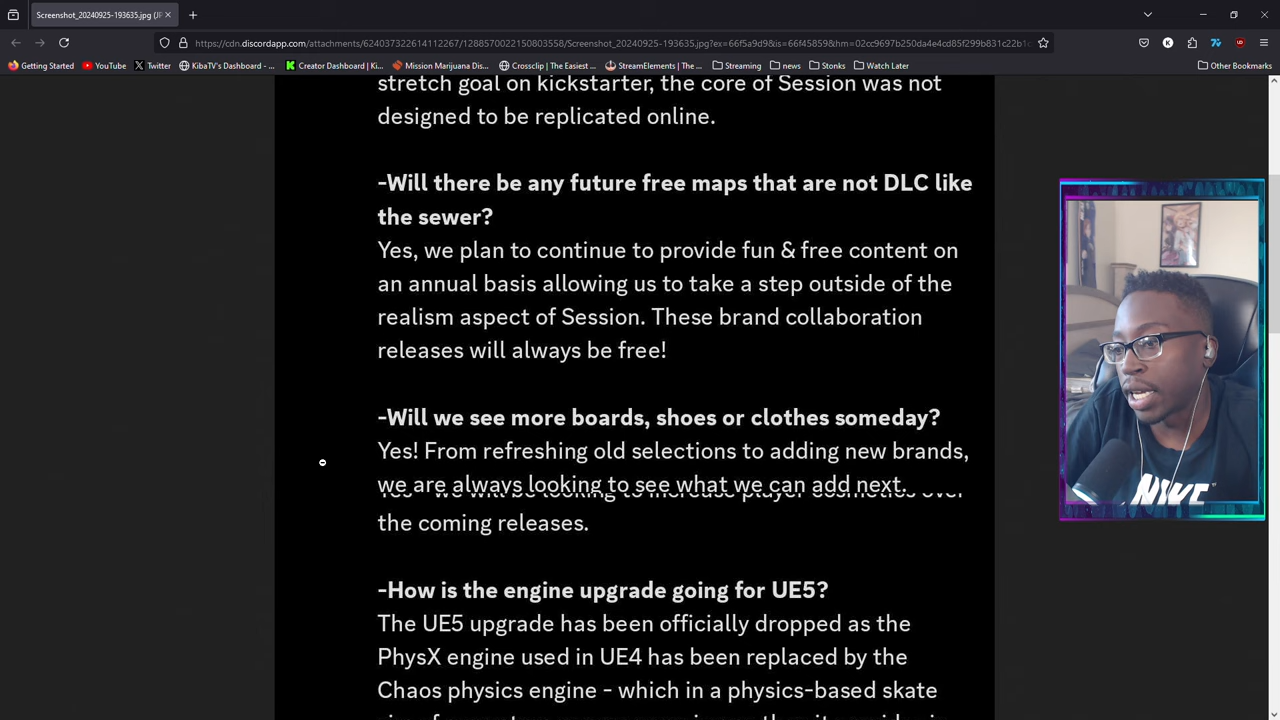 Screenshot_20240925-193635.jpg (JF
https://cdn.discordapp.com/attachments/624037322614112267/1288570023150803558/Screenshot_20240925-193635.jpg?ex=66f5a9d9&is=66f45859&hm=02cc9697b250da4e4cd85f299b831c22b1
Getting Started YouTube Twitter KibaTV's Dashboard - ... Creator Dashboard | Ki... Mission Marijuana Dis... Crossclip | The Easiest ... StreamElements | The ... Streaming news Stonks Watch Later Other Bookmarks
stretch goal on kickstarter, the core of Session was not
designed to be replicated online.
-Will there be any future free maps that are not DLC like
the sewer?
Yes, we plan to continue to provide fun & free content on
an annual basis allowing us to take a step outside of the
realism aspect of Session. These brand collaboration
releases will always be free!
-Will we see more boards, shoes or clothes someday?
Yes! From refreshing old selections to adding new brands,
we are always looking to see what we can add next.
the coming releases.
-How is the engine upgrade going for UE5?
The UE5 upgrade has been officially dropped as the
PhysX engine used in UE4 has been replaced by the
Chaos physics engine - which in a physics-based skate
NIKE